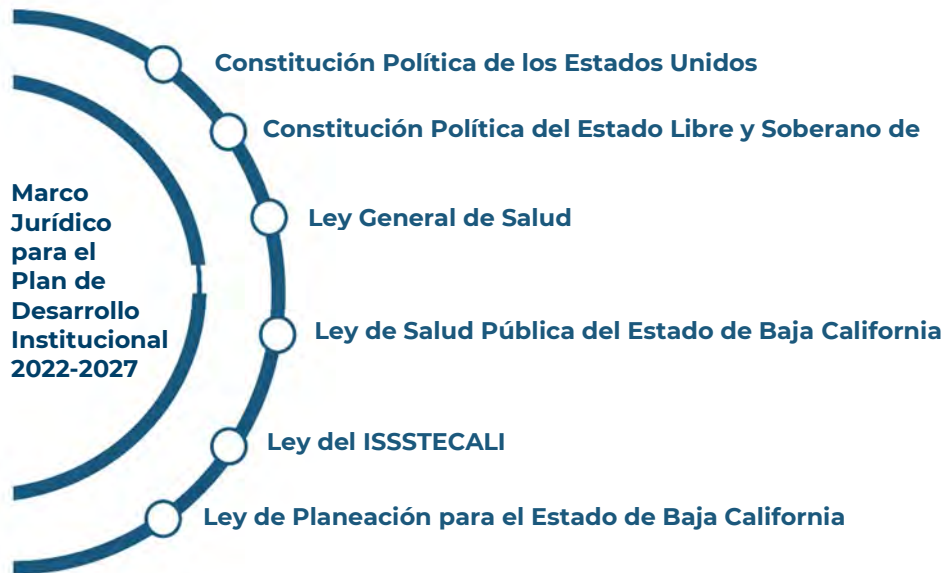 Constitución Política de los Estados Unidos
Constitución Política del Estado Libre y Soberano de
Marco
Jurídico
para el
Plan de
Desarrollo
Institucional
2022-2027
Ley General de Salud
Ley de Salud Pública del Estado de Baja California
Ley del ISSSTECALI
Ley de Planeación para el Estado de Baja California